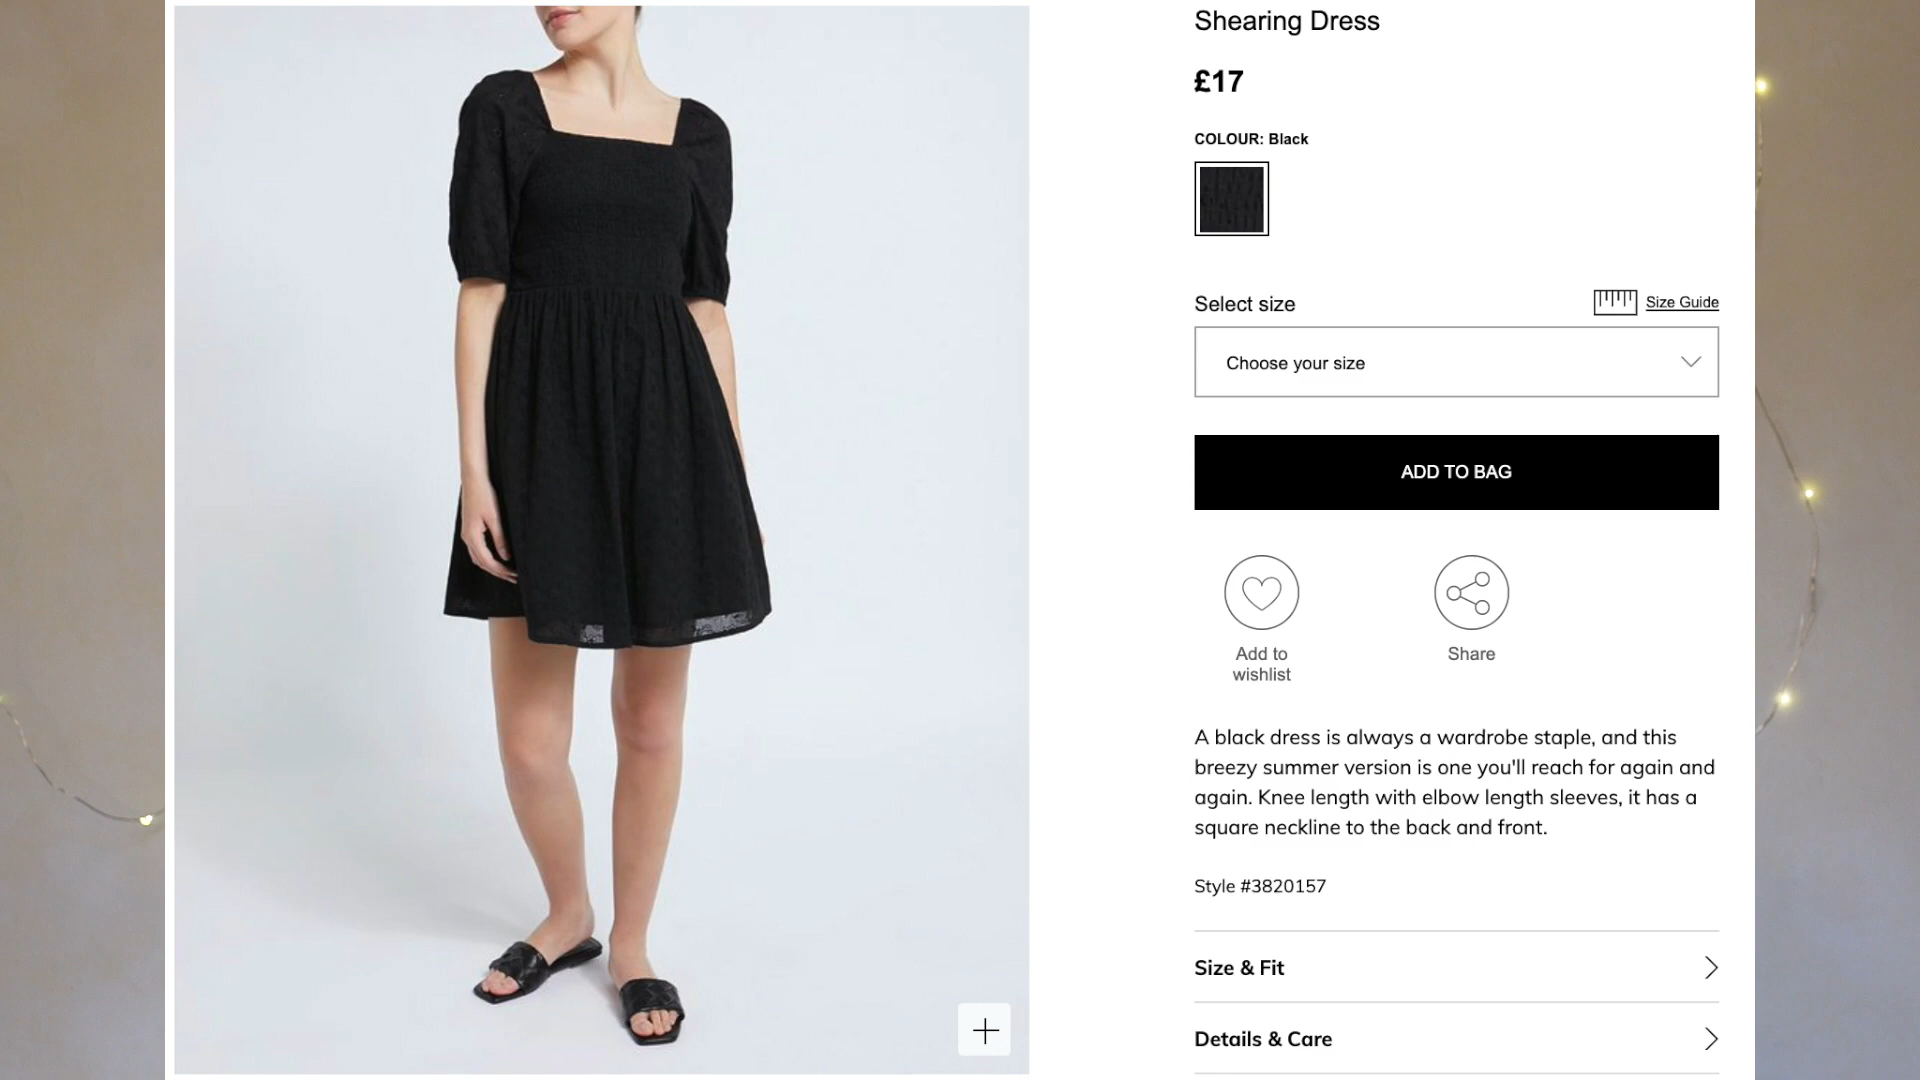 Shearing Dress
£17
COLOUR: Black
Select size
Size Guide
Choose your size
ADD TO BAG
Add to
wishlist
Share
A black dress is always a wardrobe staple, and this
breezy summer version is one you'll reach for again and
again. Knee length with elbow length sleeves, it has a
square neckline to the back and front.
Style #3820157
Size & Fit
Details & Care